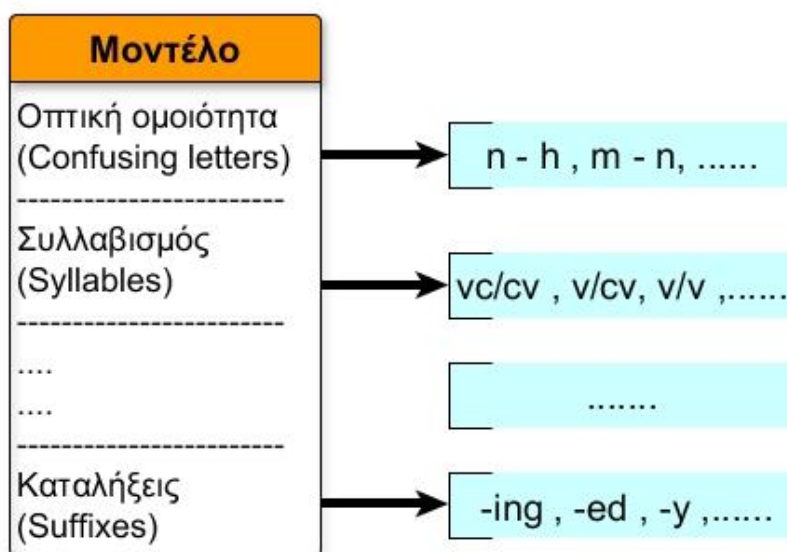 Μοντέλο
Οπτική ομοιότητα
(Confusing letters)
n - h , m - n, ......
------------------------
Συλλαβισμός
(Syllables)
vc/cv , v/cv, v/v ,......
------------------------
....
....
.......
------------------------
Καταλήξεις
(Suffixes)
-ing , -ed , -y ,......